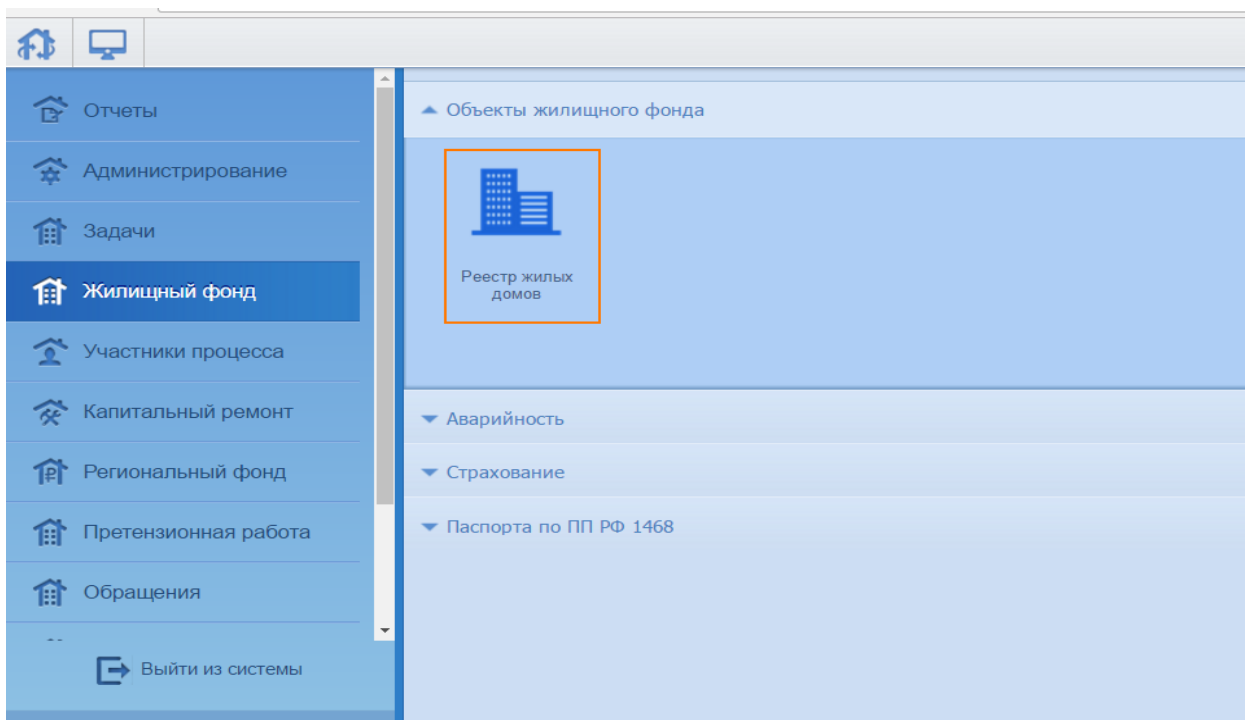 Отчеты
Администрирование
Задачи
Жилищный фонд
Участники процесса
Капитальный ремонт
Региональный фонд
Претензионная работа
Обращения
Выйти из системы
Объекты жилищного фонда
Реестр жилых
домов
Аварийность
Страхование
Паспорта по ПП РФ 1468